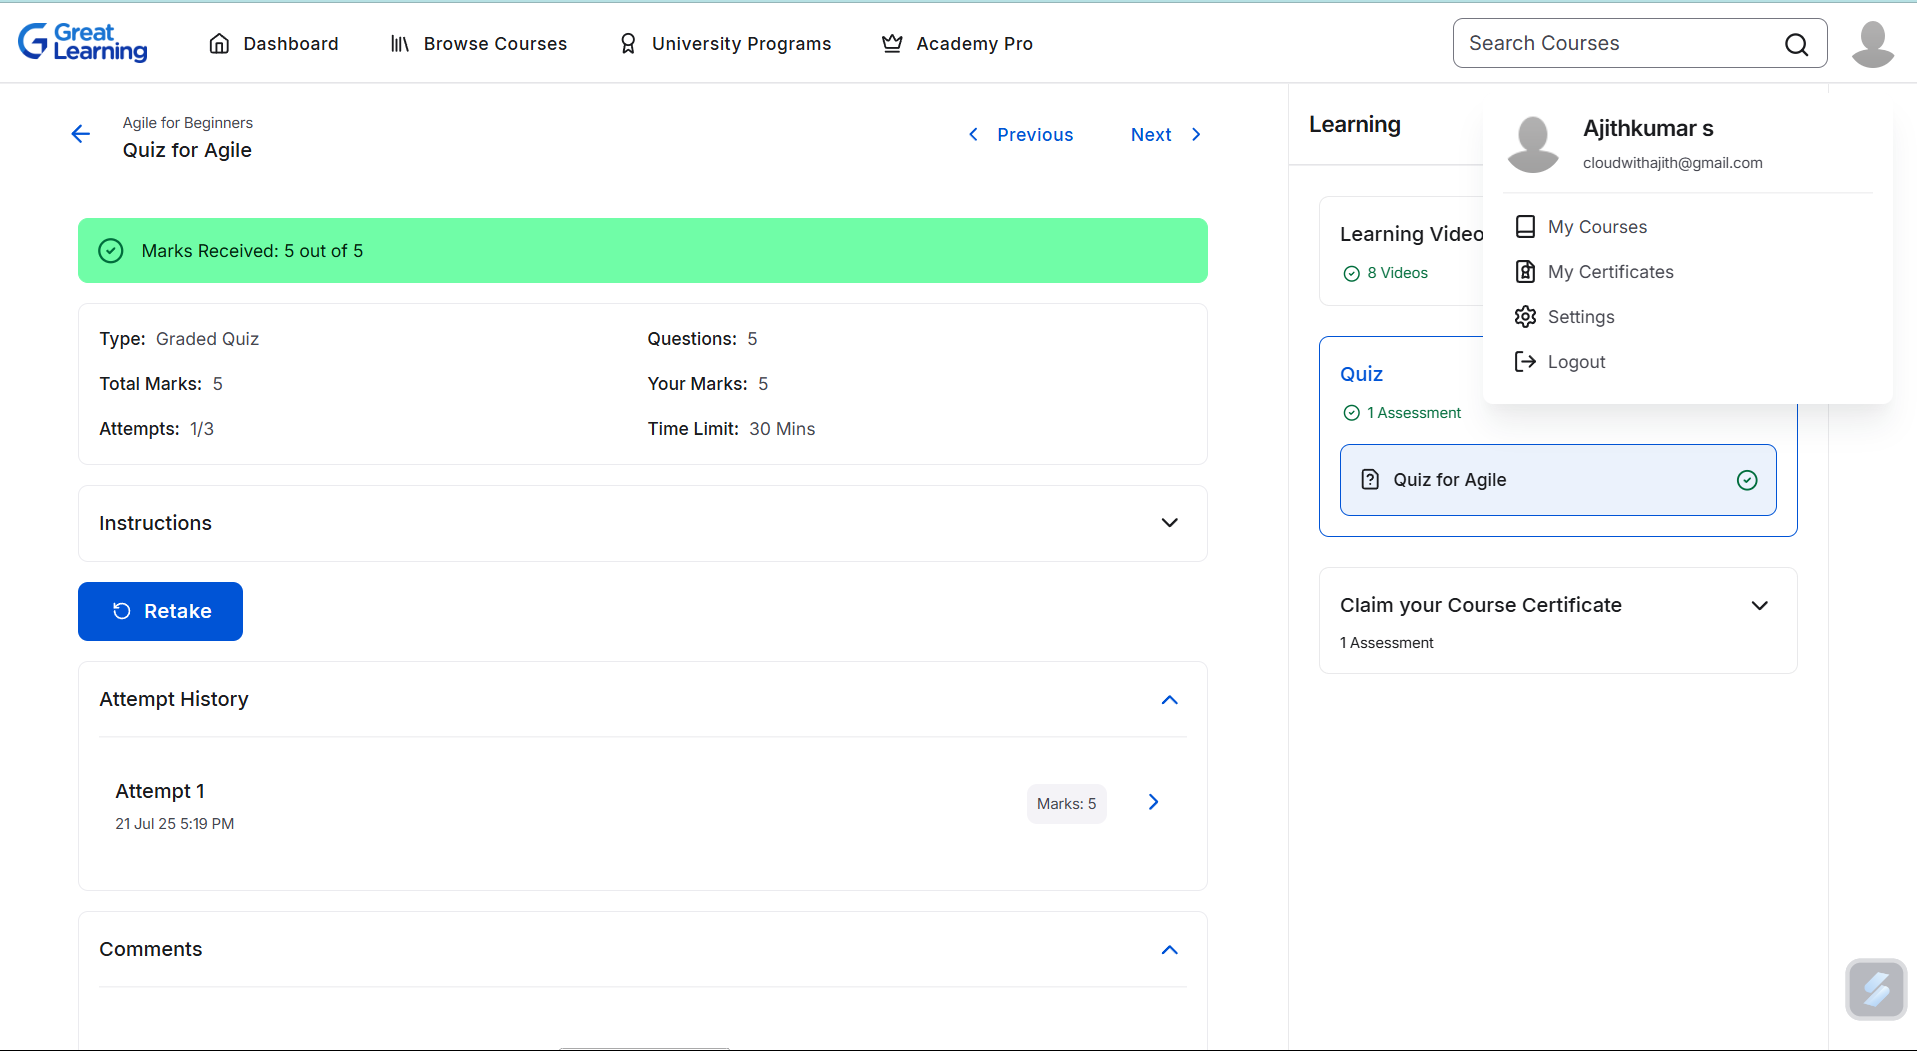 Great Learning
Dashboard
Browse Courses
University Programs
Academy Pro
Search Courses
Agile for Beginners
Quiz for Agile
Previous
Next
Marks Received: 5 out of 5
Type: Graded Quiz
Questions: 5
Total Marks: 5
Your Marks: 5
Attempts: 1/3
Time Limit: 30 Mins
Instructions
Retake
Attempt History
Attempt 1
21 Jul 25 5:19 PM
Marks: 5
Comments
Learning
Learning Video
8 Videos
Quiz
1 Assessment
Quiz for Agile
Claim your Course Certificate
1 Assessment
Ajithkumar s
cloudwithajith@gmail.com
My Courses
My Certificates
Settings
Logout